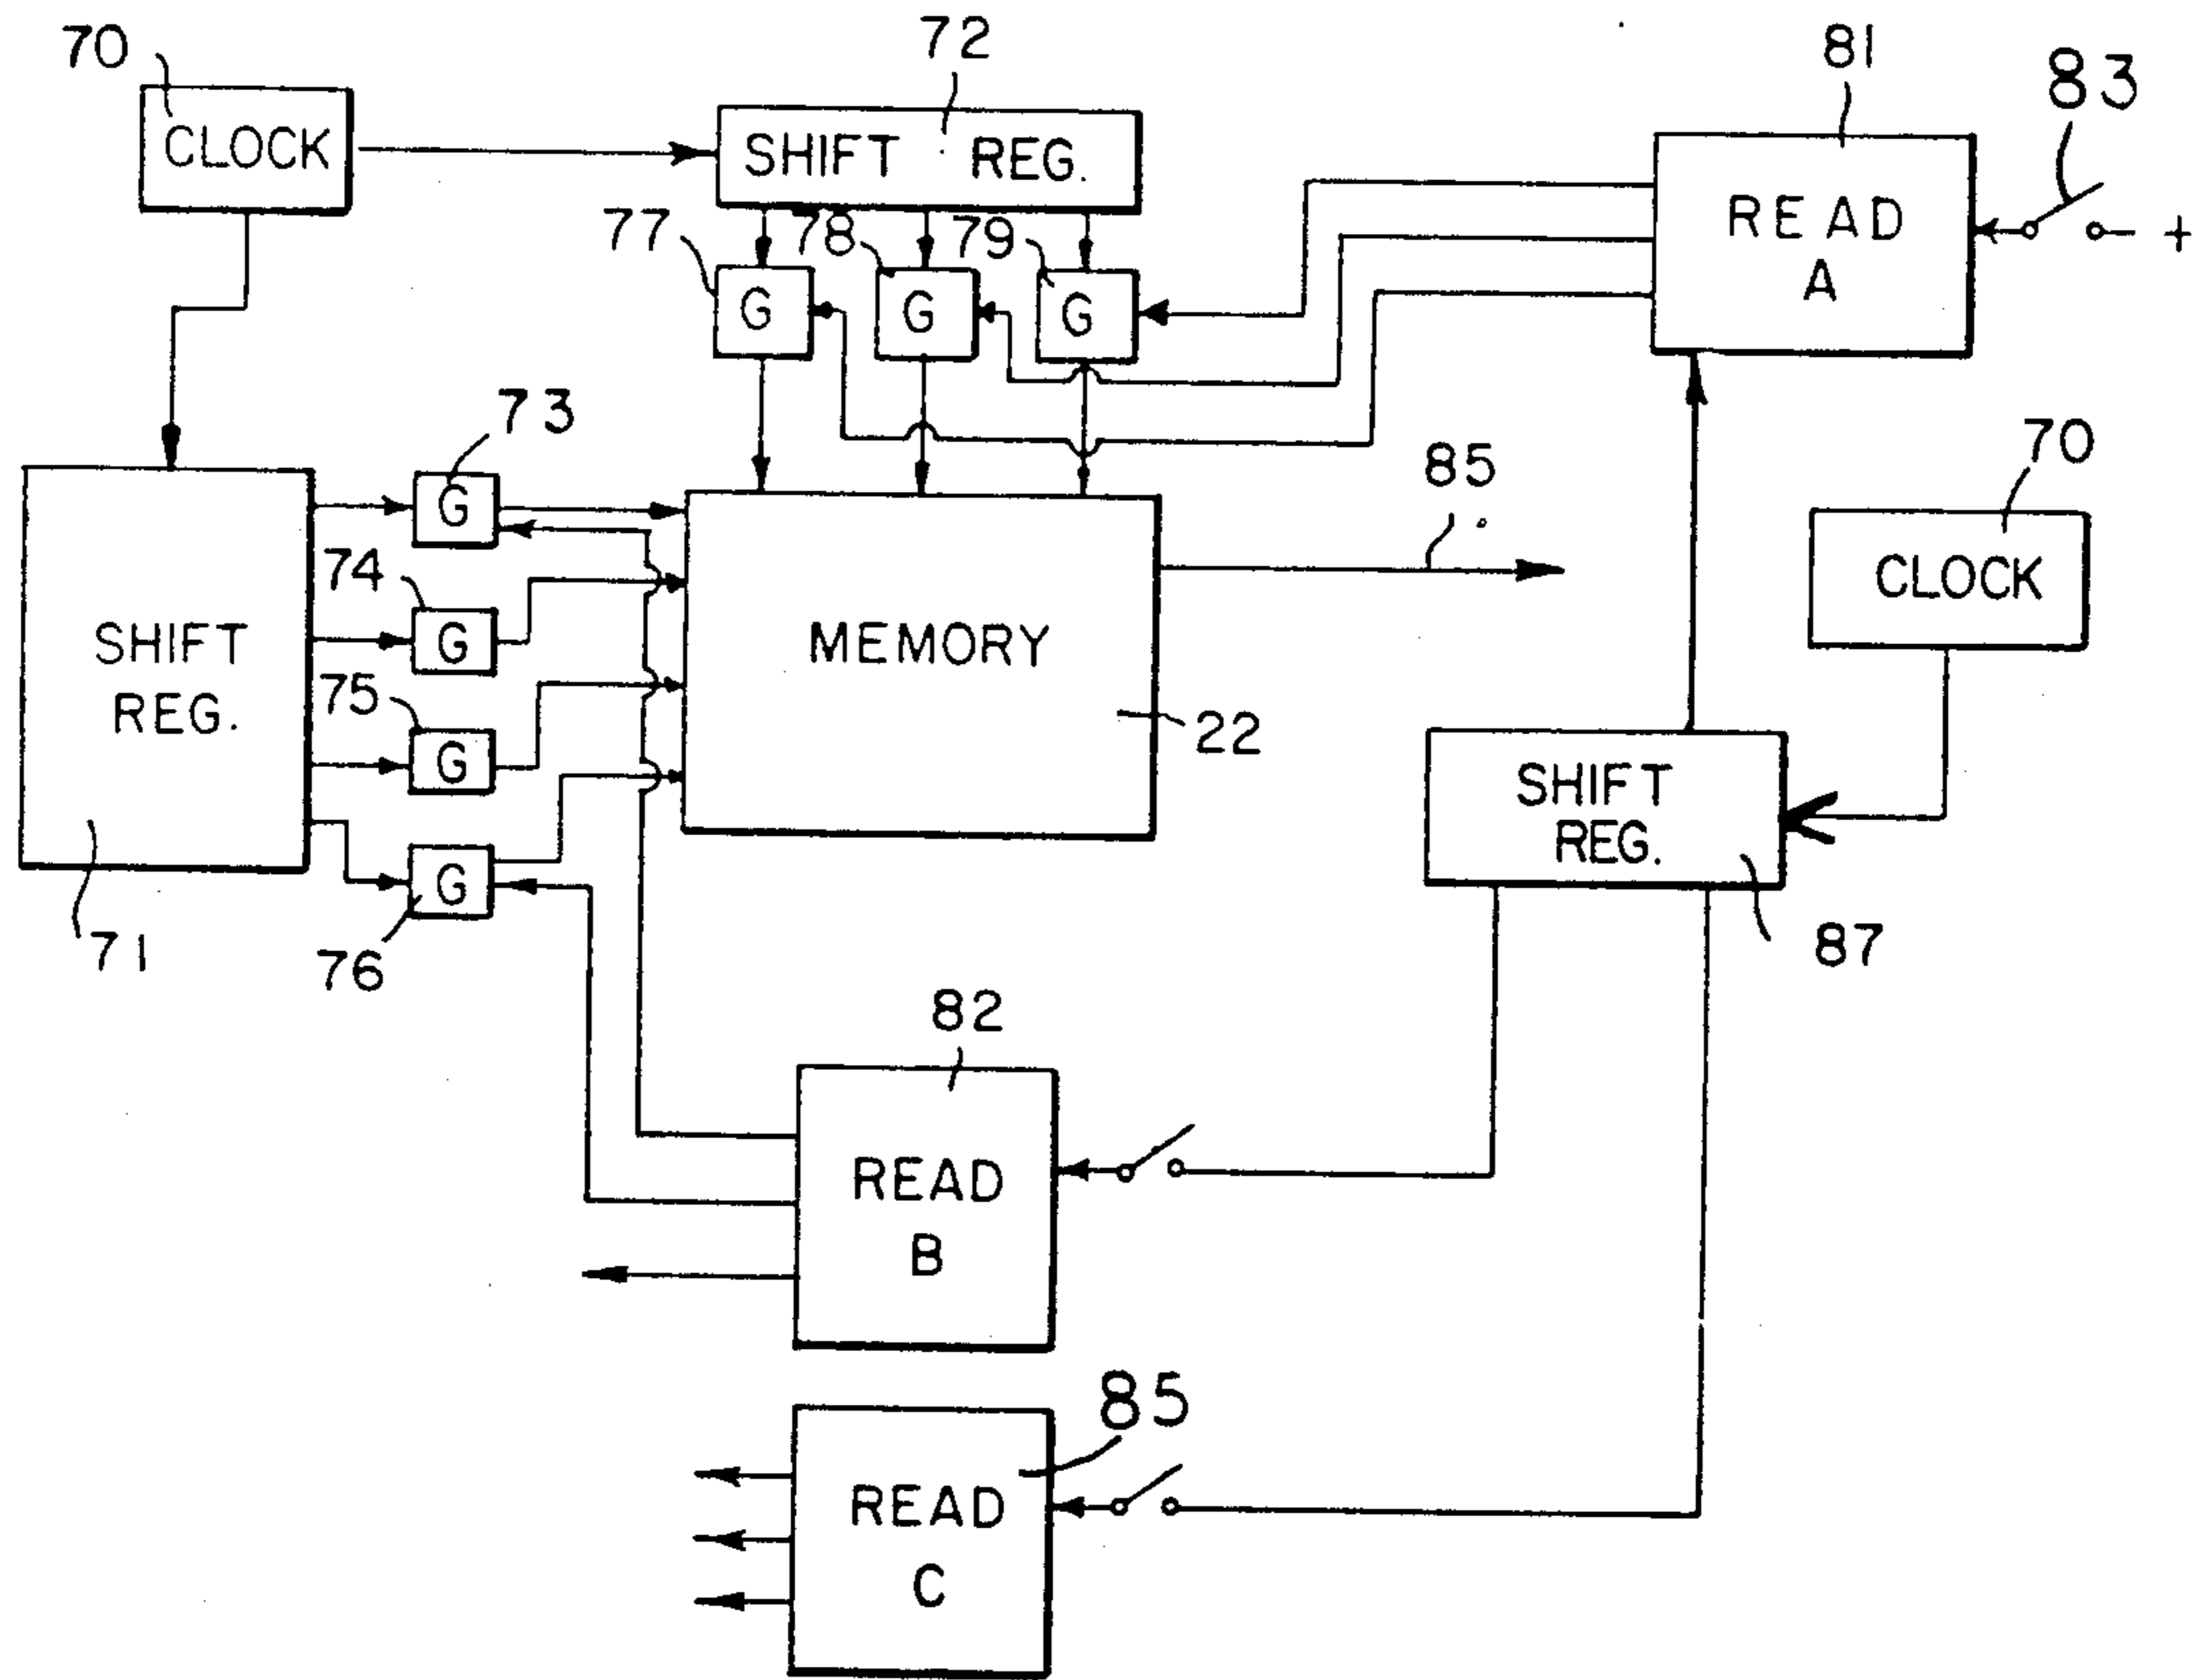 70
72
81
83
CLOCK
SHIFT REG.
READ
A
- +
77
78
79
G
G
G
73
G
85
70
CLOCK
74
G
SHIFT
REG.
MEMORY
75
G
22
SHIFT
REG.
76
G
71
87
82
READ
B
85
READ
C